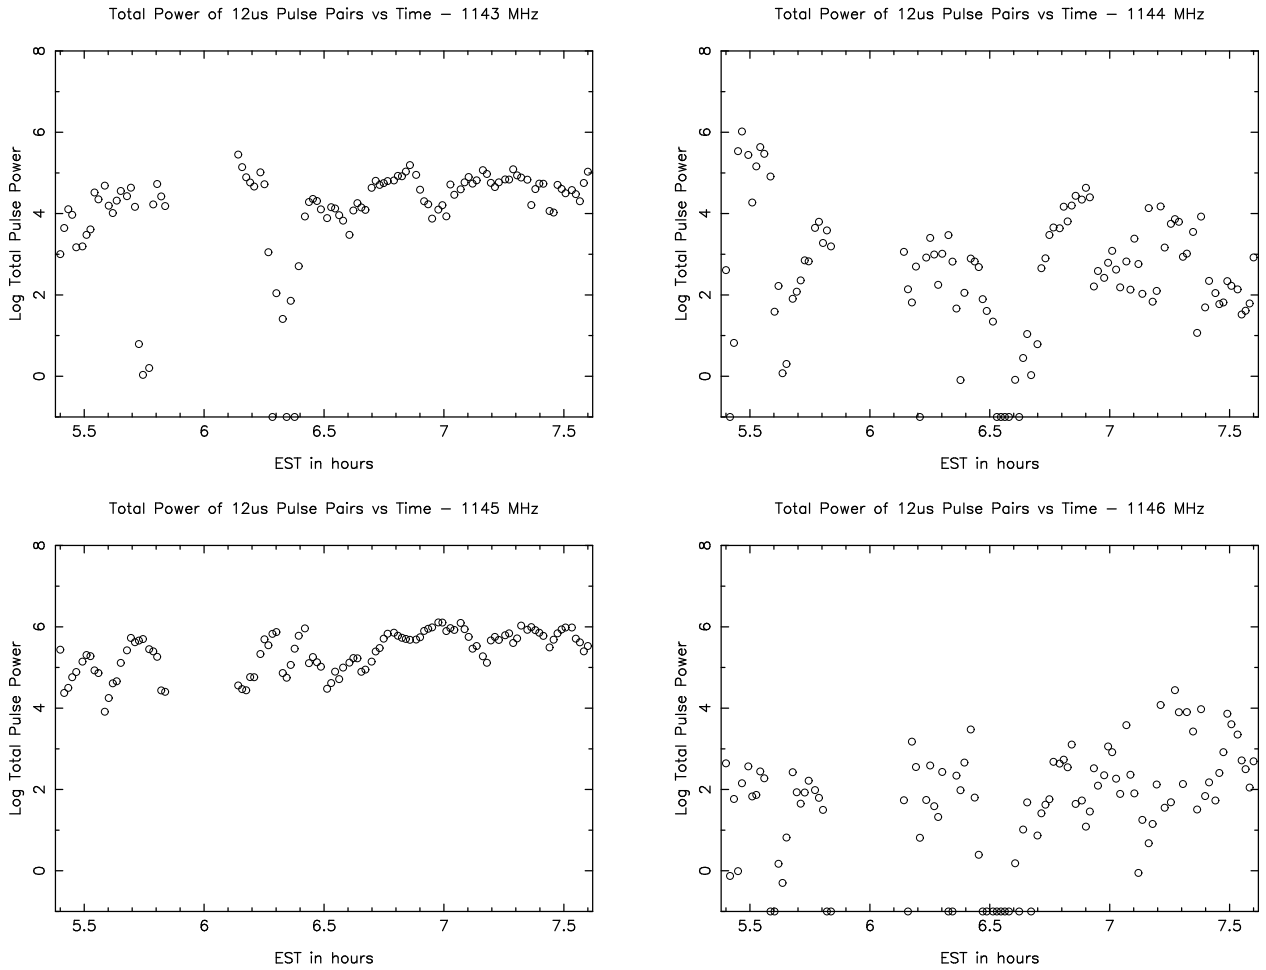 Total Power of 12us Pulse Pairs vs Time – 1143 MHz
8
6
4
2
0
Log Total Pulse Power
5.5 6 6.5 7 7.5
EST in hours
Total Power of 12us Pulse Pairs vs Time – 1144 MHz
8
6
4
2
0
Log Total Pulse Power
5.5 6 6.5 7 7.5
EST in hours
Total Power of 12us Pulse Pairs vs Time – 1145 MHz
8
6
4
2
0
Log Total Pulse Power
5.5 6 6.5 7 7.5
EST in hours
Total Power of 12us Pulse Pairs vs Time – 1146 MHz
8
6
4
2
0
Log Total Pulse Power
5.5 6 6.5 7 7.5
EST in hours